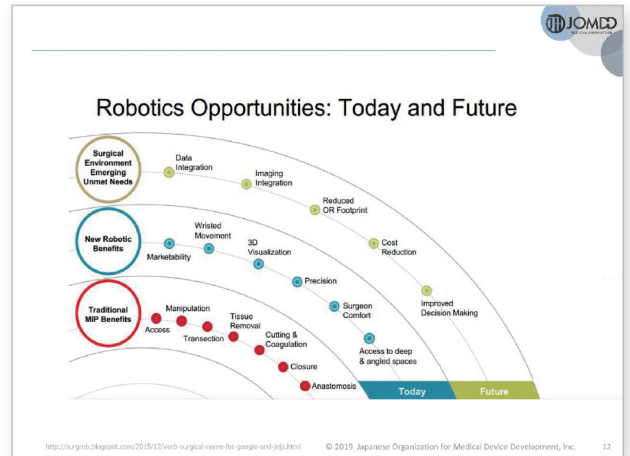 JOMDD
Robotics Opportunities: Today and Future
Surgical
Environment
Emerging
Unmet Needs
Data
Integration
Imaging
Integration
Reduced
OR Footprint
Cost
Reduction
Improved
Decision Making
New Robotic
Benefits
Marketability
Wristed
Movement
3D
Visualization
Precision
Surgeon
Comfort
Access to deep
& angled spaces
Traditional
MIP Benefits
Access
Manipulation
Transection
Tissue
Removal
Cutting &
Coagulation
Closure
Anastomosis
Today
Future
http://surgrob.blogspot.com/2015/12/verb-surgical-name-for-google-and-jnjs.html
© 2019 Japanese Organization for Medical Device Development, Inc.
12